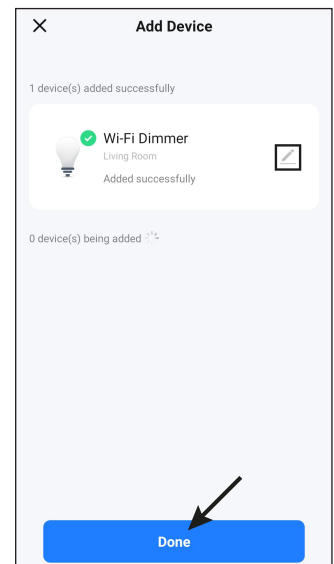 Add Device
1 device(s) added successfully
Wi-Fi Dimmer
Living Room
Added successfully
0 device(s) being added
Done